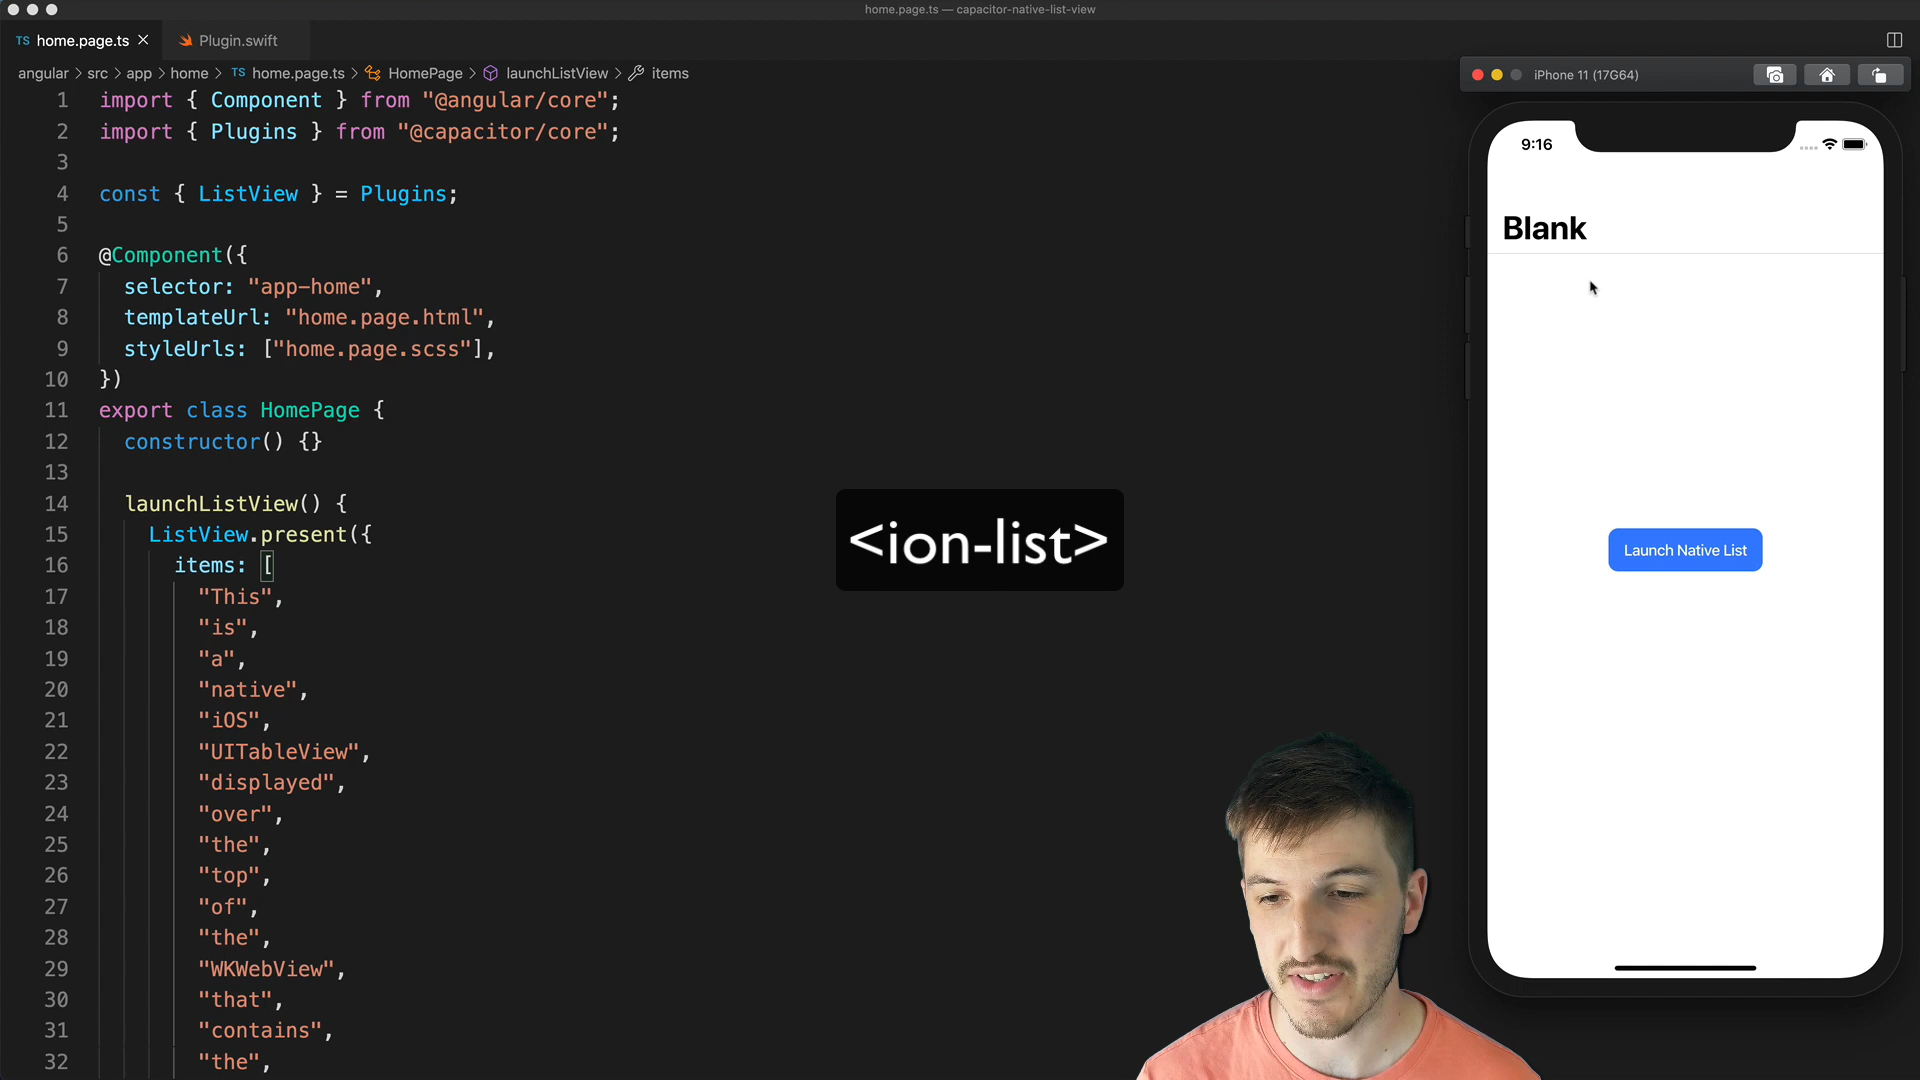 home.page.ts — capacitor-native-list-view
TS home.page.ts
Plugin.swift
angular > src > app > home > TS home.page.ts > HomePage > launchListView > items
1 import { Component } from "@angular/core";
2 import { Plugins } from "@capacitor/core";
3
4 const { ListView } = Plugins;
5
6 @Component({
7 selector: "app-home",
8 templateUrl: "home.page.html",
9 styleUrls: ["home.page.scss"],
10 })
11 export class HomePage {
12 constructor() {}
13
14 launchListView() {
15 ListView.present({
16 items: [
17 "This",
18 "is",
19 "a",
20 "native",
21 "iOS",
22 "UITableView",
23 "displayed",
24 "over",
25 "the",
26 "top",
27 "of",
28 "the",
29 "WKWebView",
30 "that",
31 "contains",
32 "the",
<ion-list>
iPhone 11 (17G64)
9:16
Blank
Launch Native List